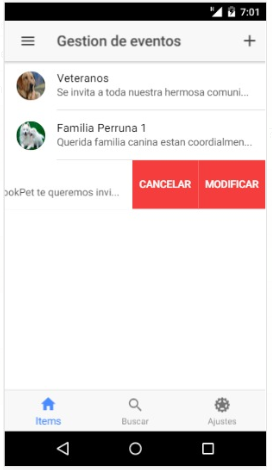 7:01
Gestion de eventos
Veteranos
Se invita a toda nuestra hermosa comuni...
Familia Perruna 1
Querida familia canina estan coordialmen...
ookPet te queremos invi...
CANCELAR MODIFICAR
Items Buscar Ajustes